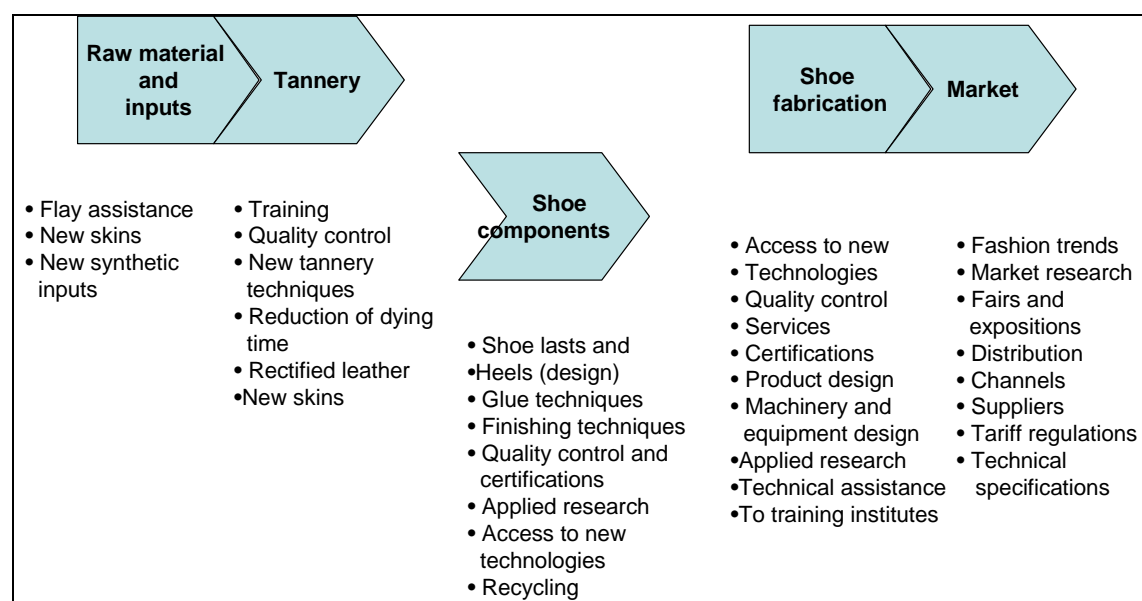 Raw material
and
inputs
Tannery
Shoe
fabrication
Market
Shoe
components
• Flay assistance
• New skins
• New synthetic
inputs
• Training
• Quality control
• New tannery
techniques
• Reduction of dying
time
• Rectified leather
•New skins
• Shoe lasts and
•Heels (design)
• Glue techniques
• Finishing techniques
• Quality control and
certifications
• Applied research
• Access to new
technologies
• Recycling
• Access to new
• Technologies
• Quality control
• Services
• Certifications
• Product design
• Machinery and
equipment design
•Applied research
•Technical assistance
•To training institutes
• Fashion trends
• Market research
• Fairs and
expositions
• Distribution
• Channels
• Suppliers
• Tariff regulations
• Technical
specifications